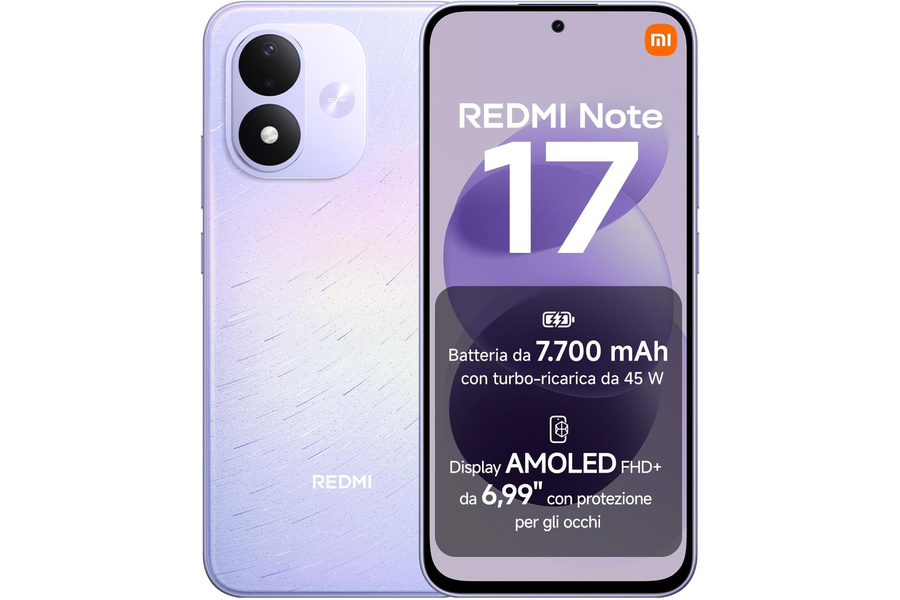 REDMI
mi
REDMI Note
17
Batteria da 7.700 mAh
con turbo-ricarica da 45 W
Display AMOLED FHD+
da 6,99" con protezione
per gli occhi